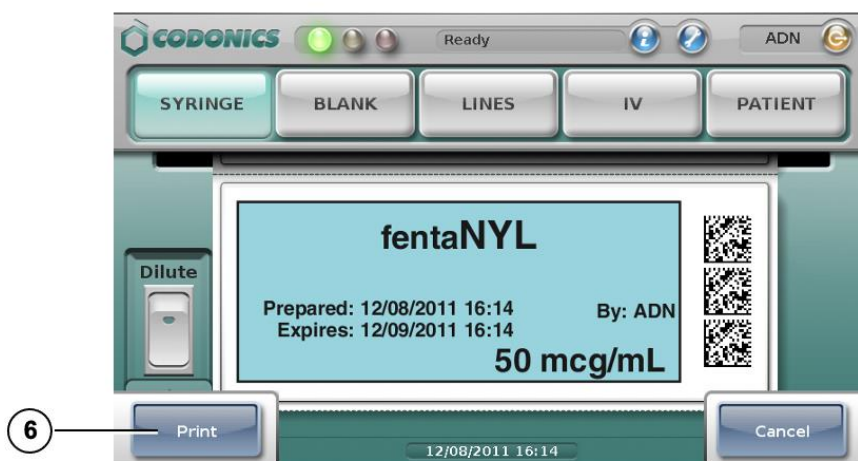 CODONICS Ready ADN
SYRINGE BLANK LINES IV PATIENT
fentaNYL
Dilute
Prepared: 12/08/2011 16:14 By: ADN
Expires: 12/09/2011 16:14
50 mcg/mL
6 Print Cancel
12/08/2011 16:14